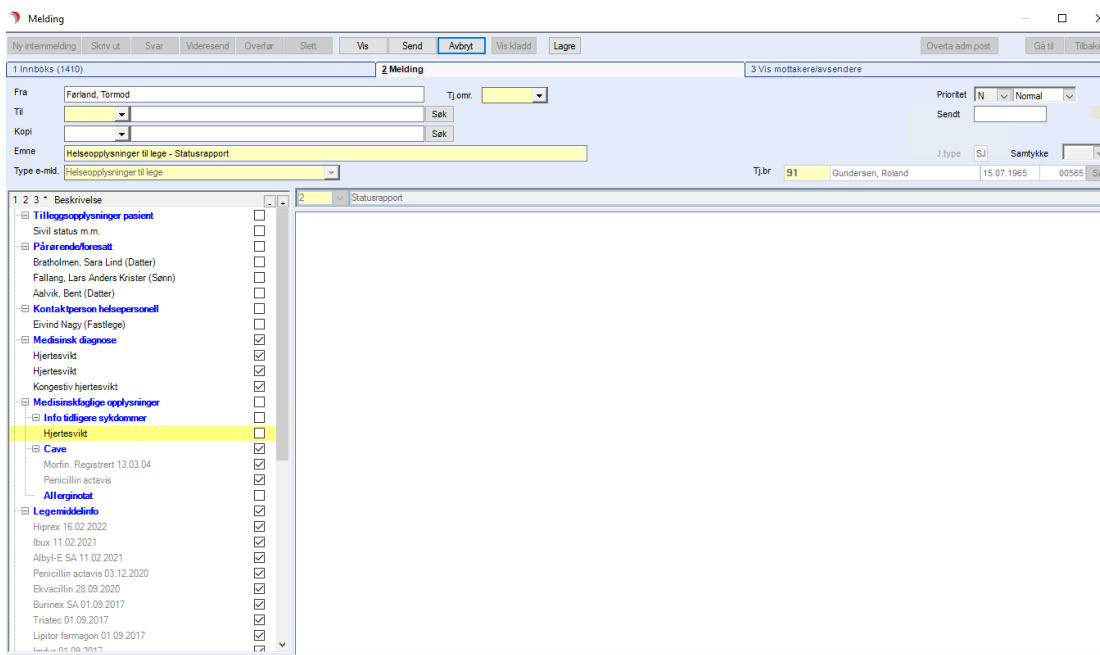 Melding
Ny internmelding Skriv ut Svar Videresend Overfør Slett Vis Send Avbryt Vis kladd Lagre Overta adm.post Gå til Tilbake
1 Innboks (1410) 2 Melding 3 Vis mottakere/avsendere
Fra Førland, Tormod Tj.omr. Prioritet N Normal
Til Søk Sendt
Kopi Søk
Emne Helseopplysninger til lege - Statusrapport J.type SJ Samtykke
Type e-mld. Helseopplysninger til lege Tj.br 91 Gundersen, Roland 15.07.1965 00565
1 2 3 * Beskrivelse - + 2 Statusrapport
Tilleggsopplysninger pasient
Sivil status m.m.
Pårørende/foresatt
Bratholmen, Sara Lind (Datter)
Fallang, Lars Anders Krister (Sønn)
Aalvik, Bent (Datter)
Kontaktperson helsepersonell
Eivind Nagy (Fastlege)
Medisinsk diagnose
Hjertesvikt
Hjertesvikt
Kongestiv hjertesvikt
Medisinskfaglige opplysninger
Info tidligere sykdommer
Hjertesvikt
Cave
Morfin. Registrert 13.03.04
Penicillin actavis
Allerginotat
Legemiddelinfo
Hiprex 16.02.2022
Ibux 11.02.2021
Albyl-E SA 11.02.2021
Penicillin actavis 03.12.2020
Ekvacillin 28.09.2020
Burinex SA 01.09.2017
Triatec 01.09.2017
Lipitor farmagon 01.09.2017
Imdur 01.09.2017